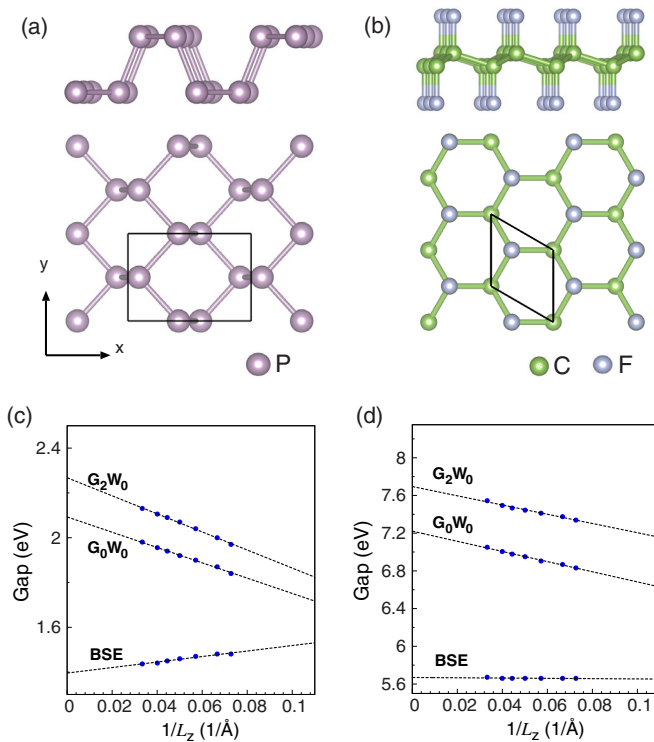 (a)
(b)
y
x
P
C
F
(c)
(d)
2.4
2
1.6
Gap (eV)
G₂W₀
G₀W₀
BSE
0
0.02
0.04
0.06
0.08
0.1
1/L_z (1/Å)
8
7.6
7.2
6.8
6.4
6
5.6
Gap (eV)
G₂W₀
G₀W₀
BSE
0
0.02
0.04
0.06
0.08
0.1
1/L_z (1/Å)